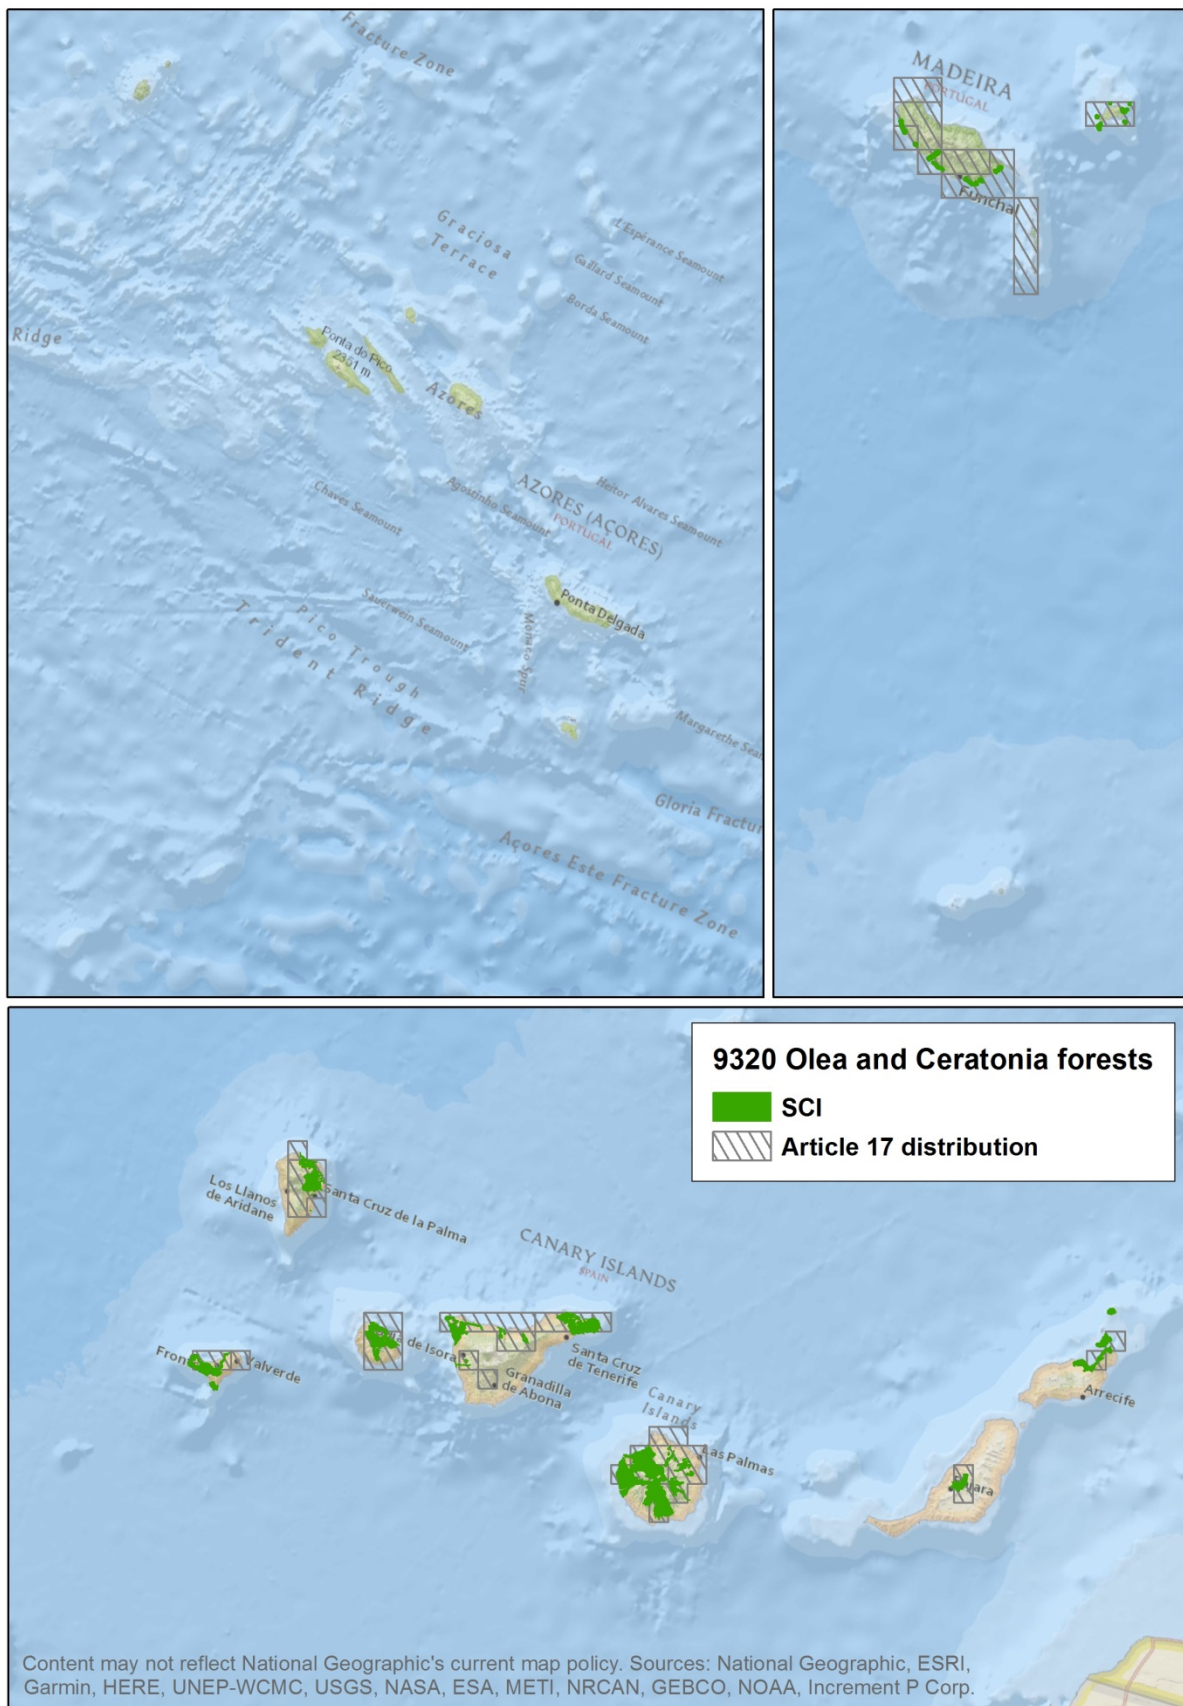 Fracture Zone
Graciosa
Terrace
L'Espérance Seamount
Gaillard Seamount
Borda Seamount
Ridge
Ponta do Pico
2351 m
Azores
AZORES (AÇORES)
PORTUGAL
Heitor Alvares Seamount
Agostinho Seamount
Chaves Seamount
Ponta Delgada
Sauerwein Seamount
Monaco Spur
Pico Trough
Trident Ridge
Margarethe Sea
Gloria Fractur
Açores Este Fracture Zone
MADEIRA
PORTUGAL
Funchal
9320 Olea and Ceratonia forests
SCI
Article 17 distribution
Los Llanos
de Aridane
Santa Cruz de la Palma
CANARY ISLANDS
SPAIN
Fron
Valverde
de Isora
Santa Cruz
de Tenerife
Granadilla
de Abona
Canary
Islands
Las Palmas
Arrecife
jara
Content may not reflect National Geographic's current map policy. Sources: National Geographic, ESRI,
Garmin, HERE, UNEP-WCMC, USGS, NASA, ESA, METI, NRCAN, GEBCO, NOAA, Increment P Corp.